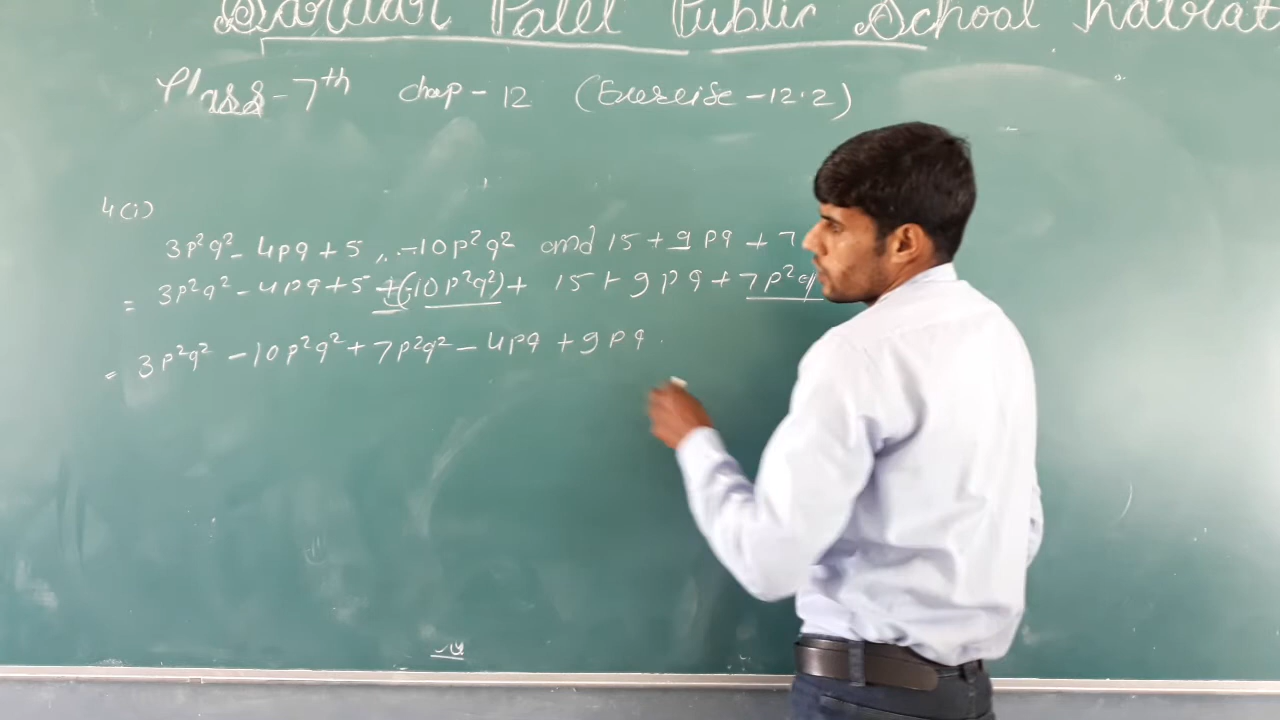 Sardar Patel Public School
Class-7th chap-12 (Exercise-12.2)
4(i)
3p²q² - 4pq + 5, -10p²q² and 15 + 9pq + 7
= 3p²q² - 4pq + 5 + (-10p²q²) + 15 + 9pq + 7p²q
= 3p²q² - 10p²q² + 7p²q² - 4pq + 9pq